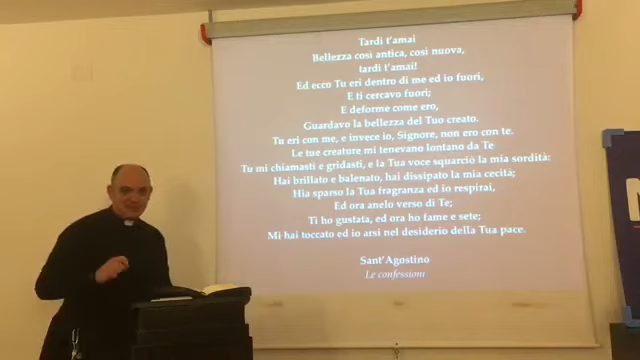 Tardi t'amai
Bellezza così antica, così nuova,
tardi t'amai!
Ed ecco Tu eri dentro di me ed io fuori,
E ti cercavo fuori;
E deforme come ero,
Guardavo la bellezza del Tuo creato.
Tu eri con me, e invece io, Signore, non ero con te.
Le tue creature mi tenevano lontano da Te
Tu mi chiamasti e gridasti, e la Tua voce squarciò la mia sordità:
Hai brillato e balenato, hai dissipato la mia cecità;
Hia sparso la Tua fragranza ed io respirai,
Ed ora anelo verso di Te;
Ti ho gustata, ed ora ho fame e sete;
Mi hai toccato ed io arsi nel desiderio della Tua pace.
Sant'Agostino
Le confessioni